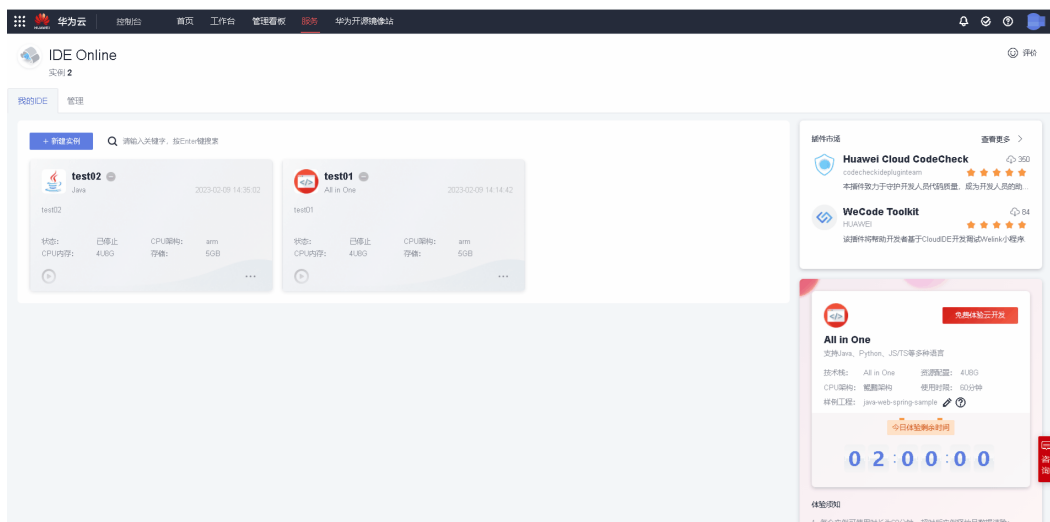 HUAWEI 华为云 控制台 首页 工作台 管理看板 服务 华为开源镜像站
IDE Online
实例 2
评价
我的IDE 管理
+ 新建实例 请输入关键字，按Enter键搜索
test02
Java 2023-02-09 14:35:02
test02
状态: 已停止 CPU架构: arm
CPU内存: 4U8G 存储: 5GB
test01
All in One 2023-02-09 14:14:42
test01
状态: 已停止 CPU架构: arm
CPU内存: 4U8G 存储: 5GB
插件市场 查看更多
Huawei Cloud CodeCheck 350
codecheckidepluginteam
本插件致力于守护开发人员代码质量，成为开发人员的助...
WeCode Toolkit 84
HUAWEI
该插件将帮助开发者基于CloudIDE开发调试Welink小程序.
免费体验云开发
All in One
支持Java、Python、JS/TS等多种语言
技术栈: All in One 资源配置: 4U8G
CPU架构: 鲲鹏架构 使用时限: 60分钟
样例工程: java-web-spring-sample
今日体验剩余时间
02:00:00
咨询
体验须知